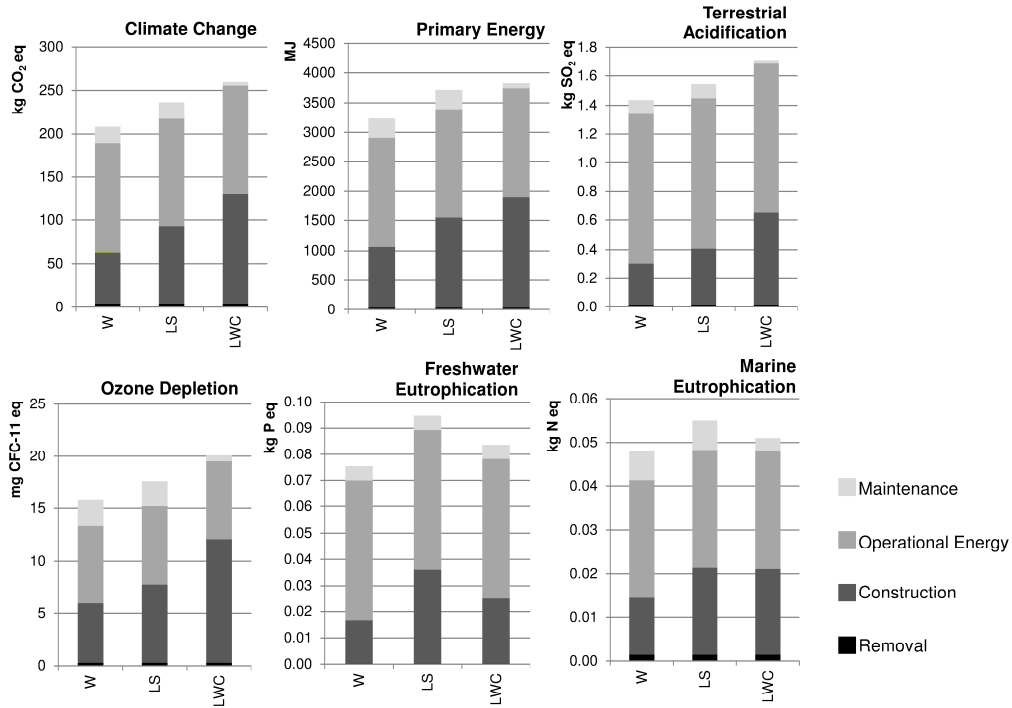 Climate Change
kg CO2 eq
300
250
200
150
100
50
0
W
LS
LWC
Primary Energy
MJ
4500
4000
3500
3000
2500
2000
1500
1000
500
0
W
LS
LWC
Terrestrial
Acidification
kg SO2 eq
1.8
1.6
1.4
1.2
1.0
0.8
0.6
0.4
0.2
0.0
W
LS
LWC
Ozone Depletion
mg CFC-11 eq
25
20
15
10
5
0
W
LS
LWC
Freshwater
Eutrophication
kg P eq
0.10
0.09
0.08
0.07
0.06
0.05
0.04
0.03
0.02
0.01
0.00
W
LS
LWC
Marine
Eutrophication
kg N eq
0.06
0.05
0.04
0.03
0.02
0.01
0.00
W
LS
LWC
Maintenance
Operational Energy
Construction
Removal